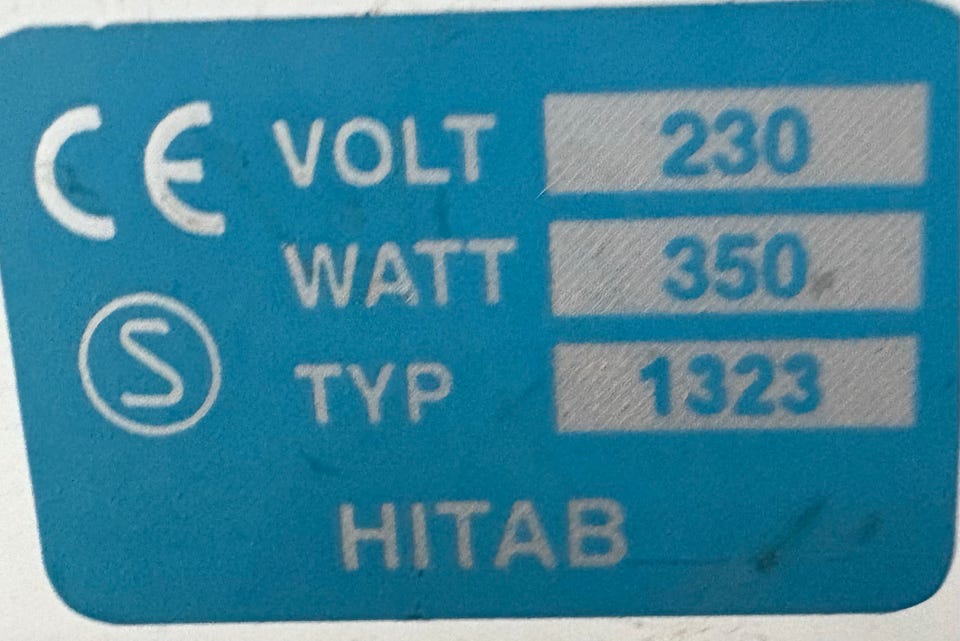 CE VOLT 230
S WATT 350
TYP 1323
HITAB